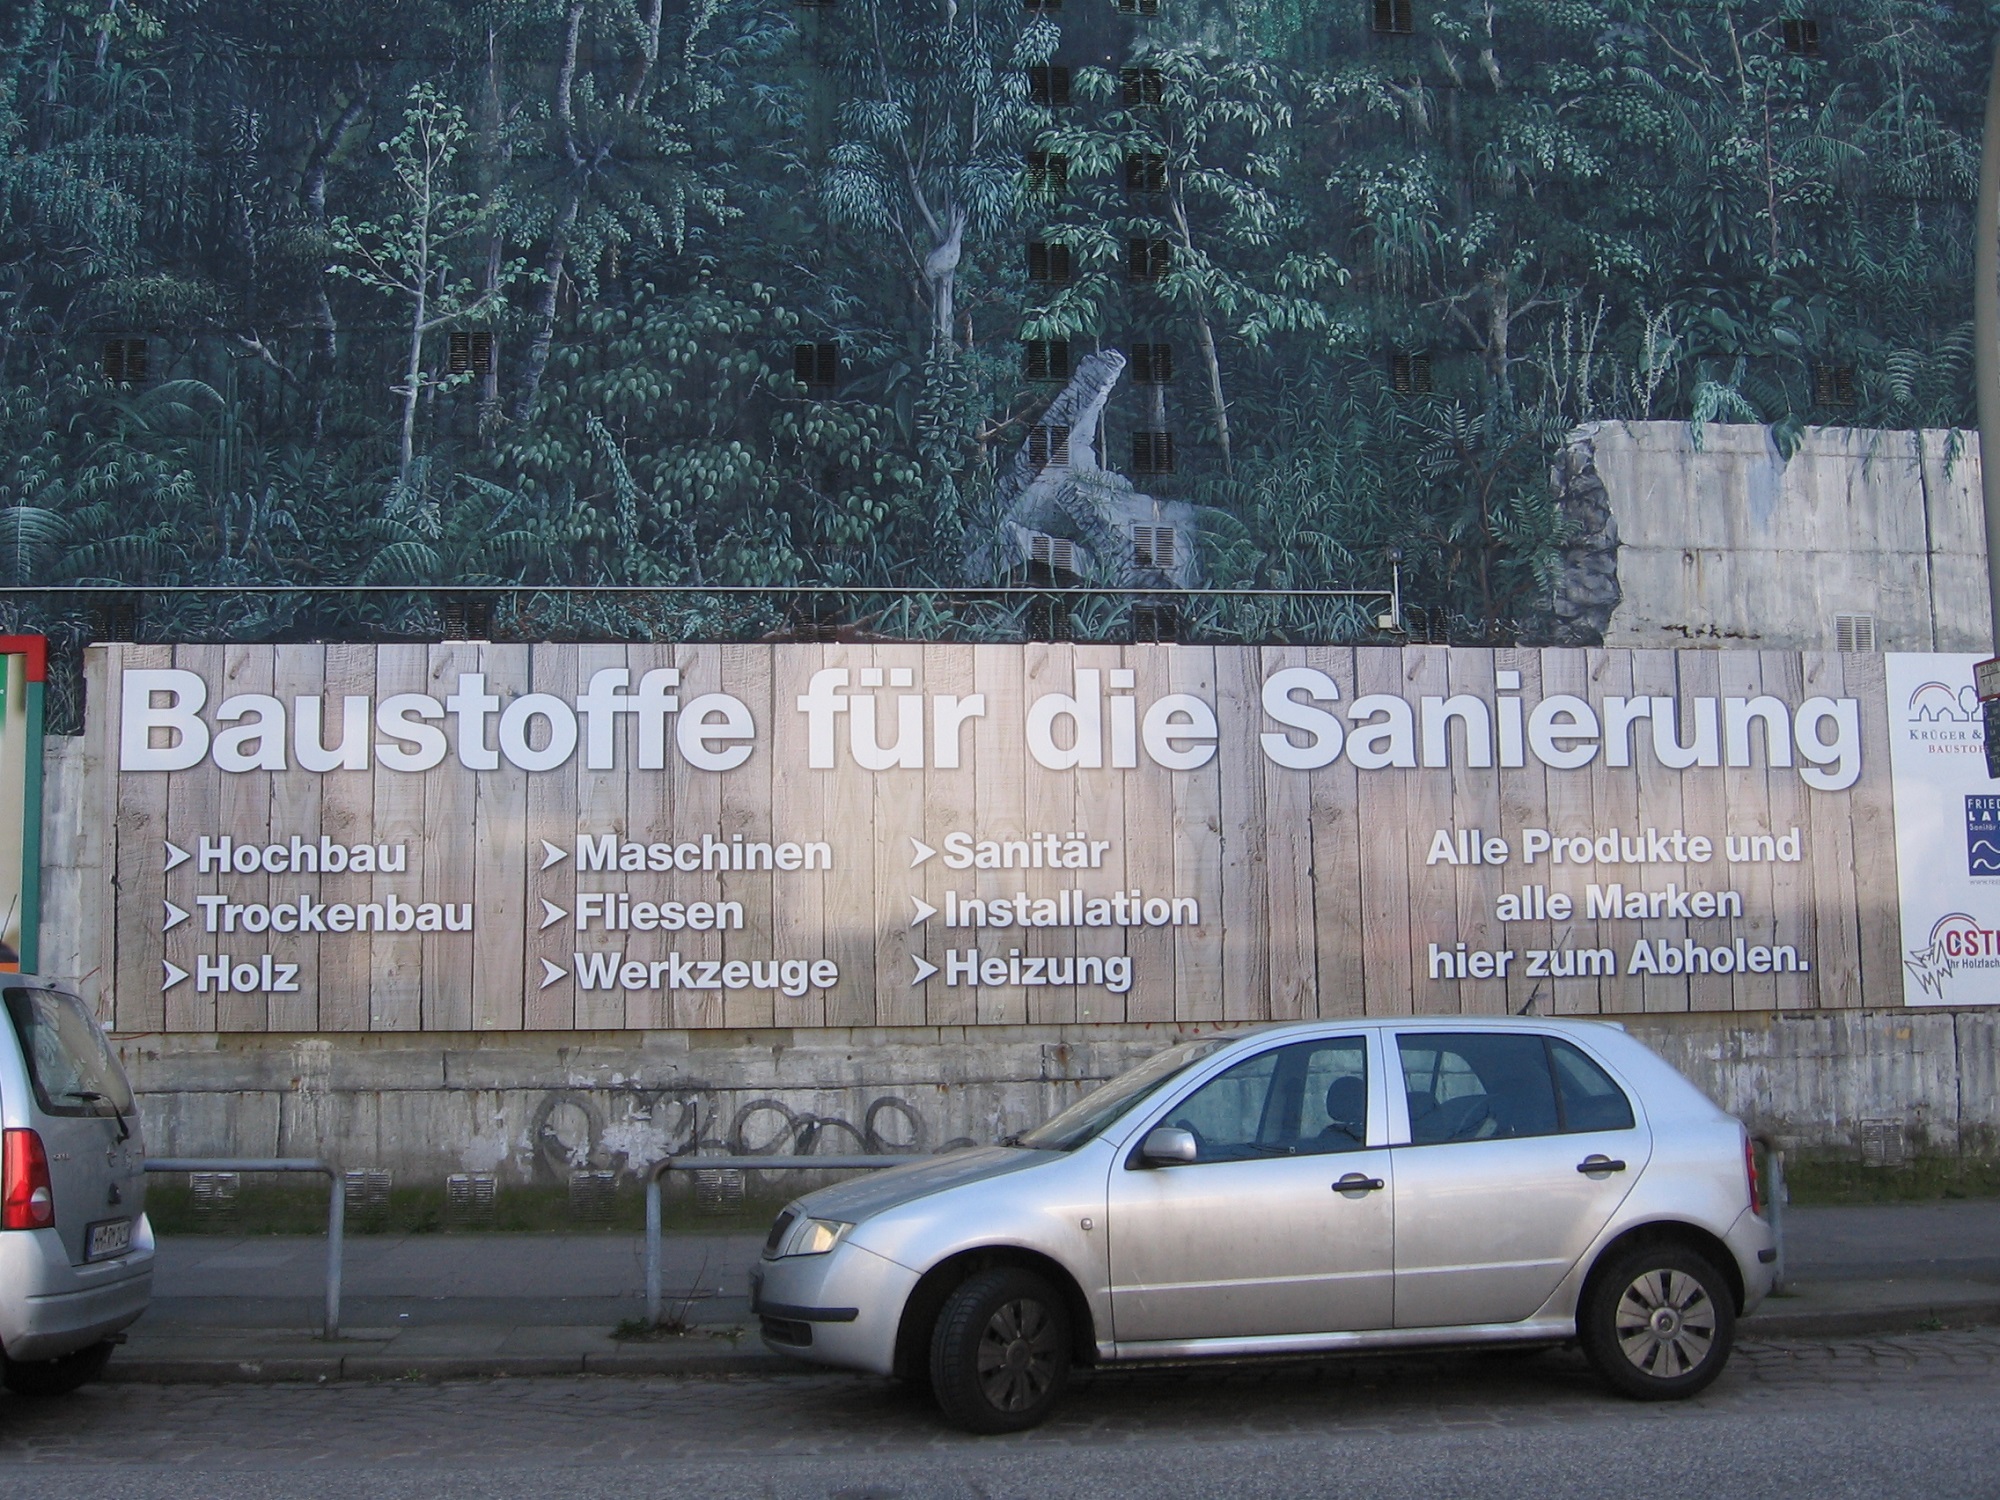 Baustoffe für die Sanierung
Hochbau
Trockenbau
Holz
Maschinen
Fliesen
Werkzeuge
Sanitär
Installation
Heizung
Alle Produkte und
alle Marken
hier zum Abholen.
KRÜGER &